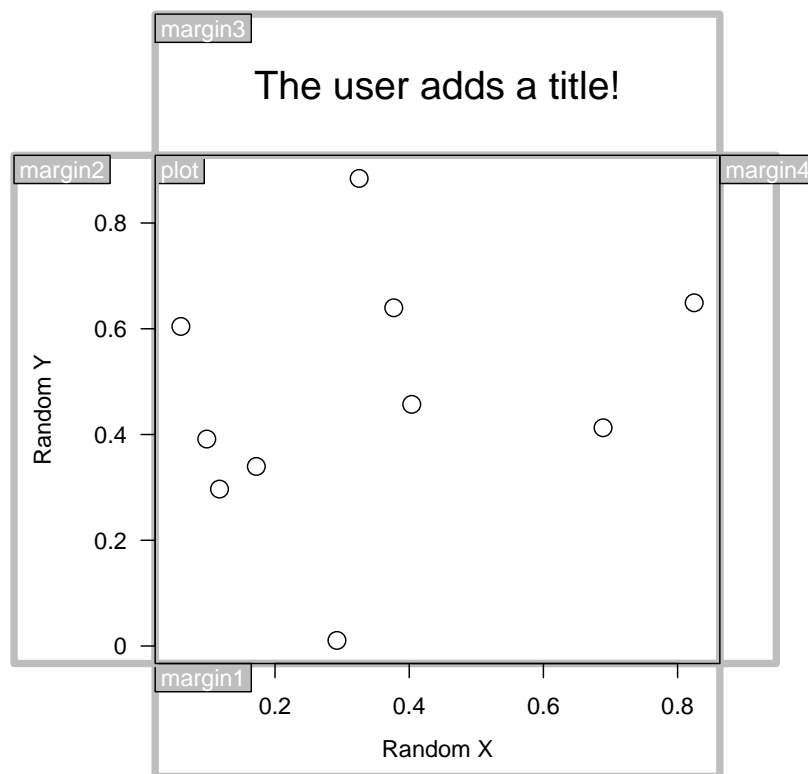 margin3
The user adds a title!
margin2
plot
margin4
0.8
0.6
Random Y
0.4
0.2
0
margin1
0.2 0.4 0.6 0.8
Random X